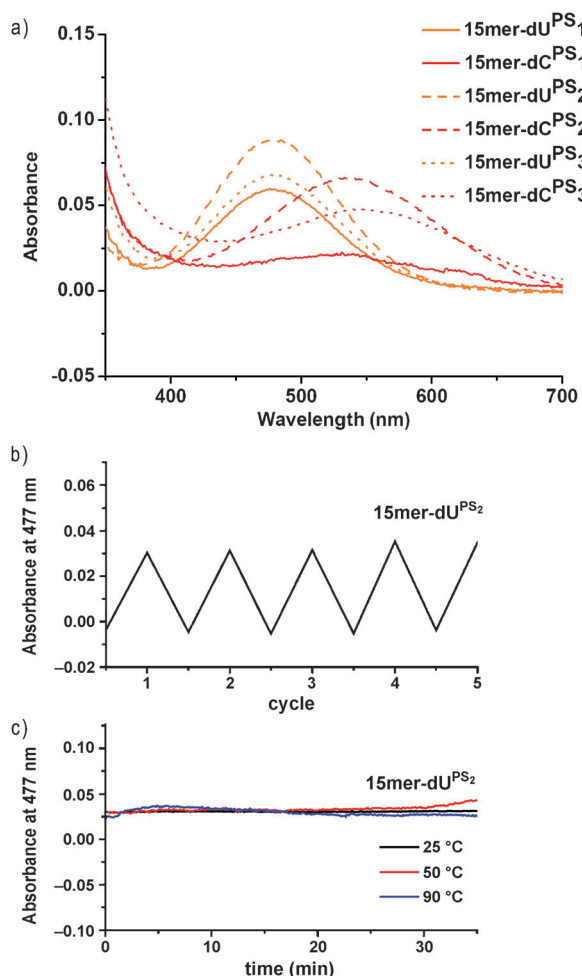 a)
0.15
0.10
0.05
0.00
−0.05
Absorbance
15mer-dU^PS1
15mer-dC^PS1
15mer-dU^PS2
15mer-dC^PS2
15mer-dU^PS3
15mer-dC^PS3
400
500
600
700
Wavelength (nm)
b)
0.06
0.04
0.02
0.00
−0.02
Absorbance at 477 nm
15mer-dU^PS2
1
2
3
4
5
cycle
c)
0.10
0.05
0.00
−0.05
−0.10
Absorbance at 477 nm
15mer-dU^PS2
25 °C
50 °C
90 °C
0
10
20
30
time (min)